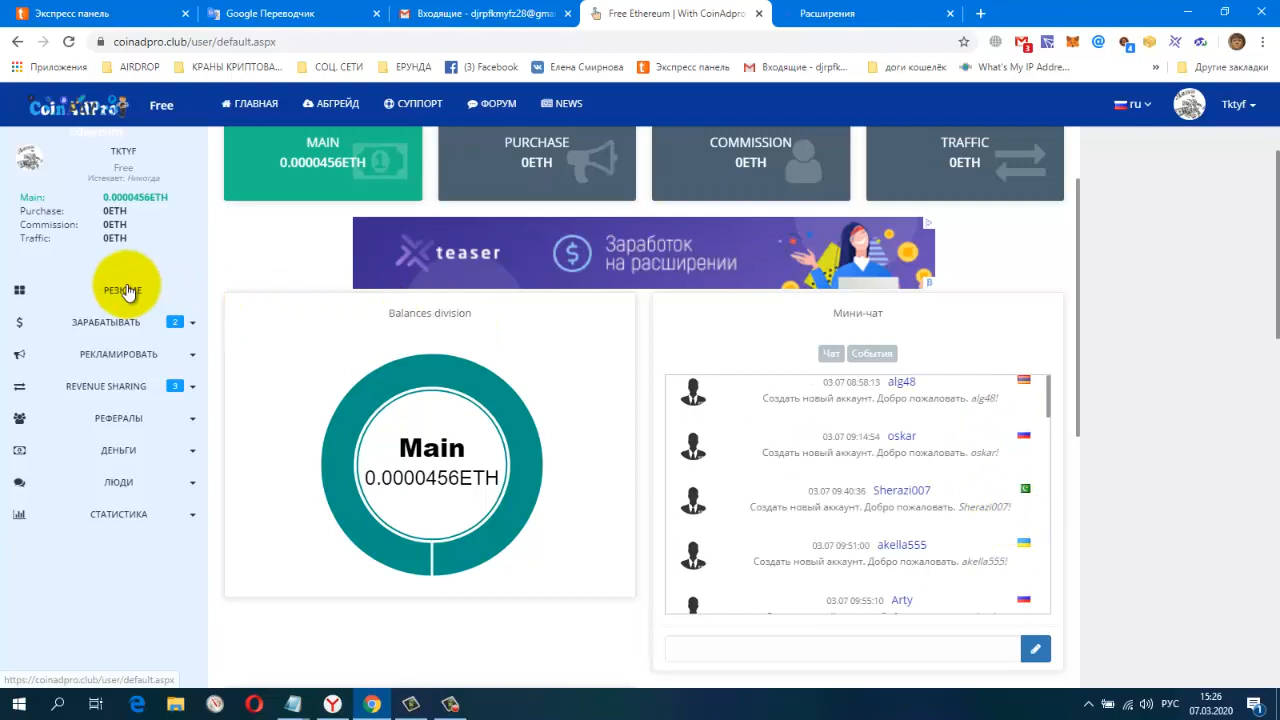 Экспресс панель
Google Переводчик
Входящие - djrpfkmyfz28@gma
Free Ethereum | With CoinAdpro
Расширения
coinadpro.club/user/default.aspx
Приложения
AIRDROP
КРАНЫ КРИПТОВА...
СОЦ. СЕТИ
ЕРУНДА
(3) Facebook
Елена Смирнова
Экспресс панель
Входящие - djrpfk...
доги кошелёк
What's My IP Addre...
»
Другие закладки
CoinAdPro
Free
ГЛАВНАЯ
АБГРЕЙД
СУППОРТ
ФОРУМ
NEWS
ru
Tktyf
Ethereum
TKTYF
Free
Истекает: Никогда
Main: 0.0000456ETH
Purchase: 0ETH
Commission: 0ETH
Traffic: 0ETH
РЕЗЮМЕ
ЗАРАБАТЫВАТЬ 2
РЕКЛАМИРОВАТЬ
REVENUE SHARING 3
РЕФЕРАЛЫ
ДЕНЬГИ
ЛЮДИ
СТАТИСТИКА
MAIN
0.0000456ETH
PURCHASE
0ETH
COMMISSION
0ETH
TRAFFIC
0ETH
teaser
Заработок
на расширении
Balances division
Main
0.0000456ETH
Мини-чат
Чат
События
03.07 08:58:13 alg48
Создать новый аккаунт. Добро пожаловать. alg48!
03.07 09:14:54 oskar
Создать новый аккаунт. Добро пожаловать. oskar!
03.07 09:40:36 Sherazi007
Создать новый аккаунт. Добро пожаловать. Sherazi007!
03.07 09:51:00 akella555
Создать новый аккаунт. Добро пожаловать. akella555!
03.07 09:55:10 Arty
https://coinadpro.club/user/default.aspx
РУС
15:26
07.03.2020